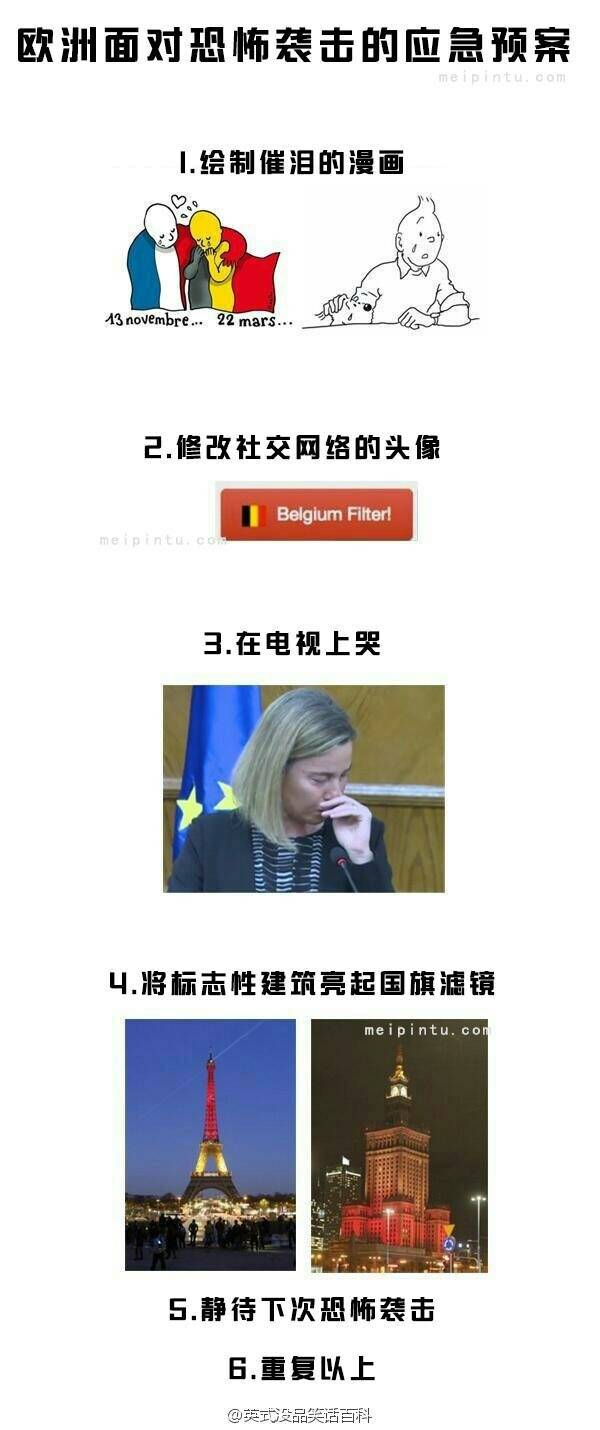 欧洲面对恐怖袭击的应急预案
meipintu.com
1.绘制催泪的漫画
13 novembre... 22 mars...
2.修改社交网络的头像
Belgium Filter!
meipintu.com
3.在电视上哭
4.将标志性建筑亮起国旗滤镜
meipintu.com
5.静待下次恐怖袭击
6.重复以上
@英式没品笑话百科